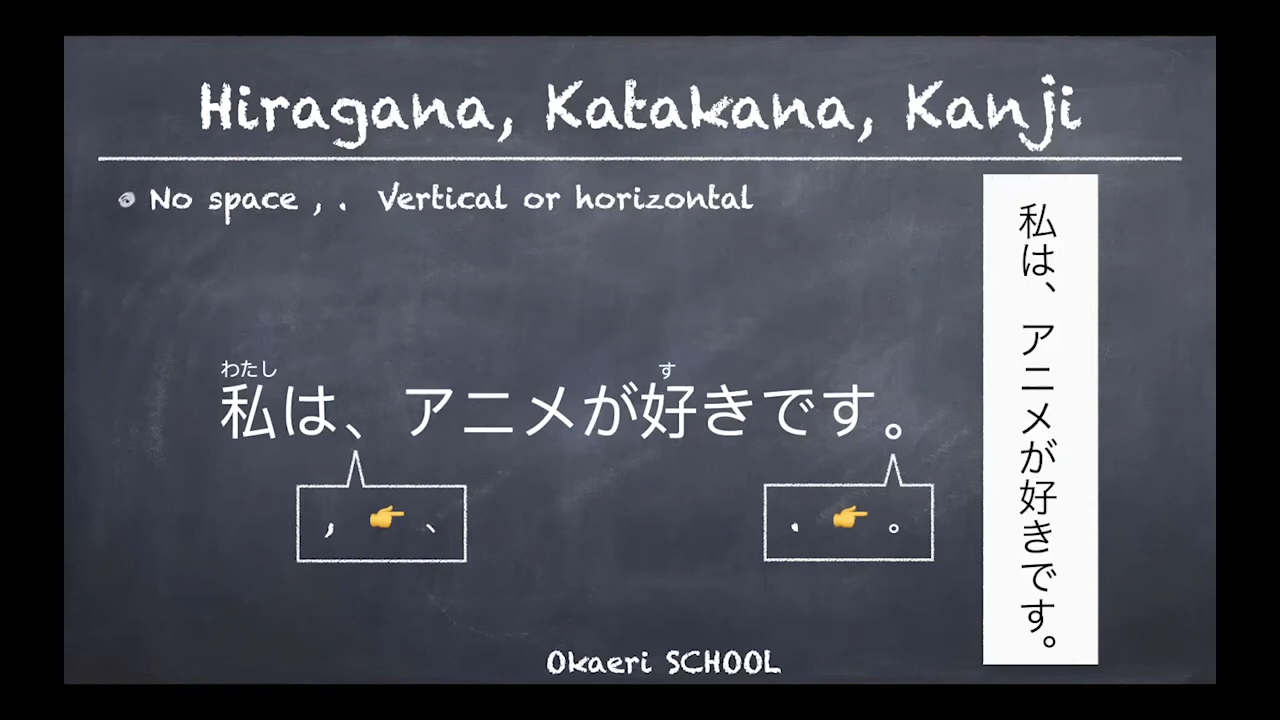 Hiragana, Katakana, Kanji
No space , .  Vertical or horizontal
わたし す
私は、アニメが好きです。
, 👉 、
. 👉 。
私は、アニメが好きです。
Okaeri SCHOOL